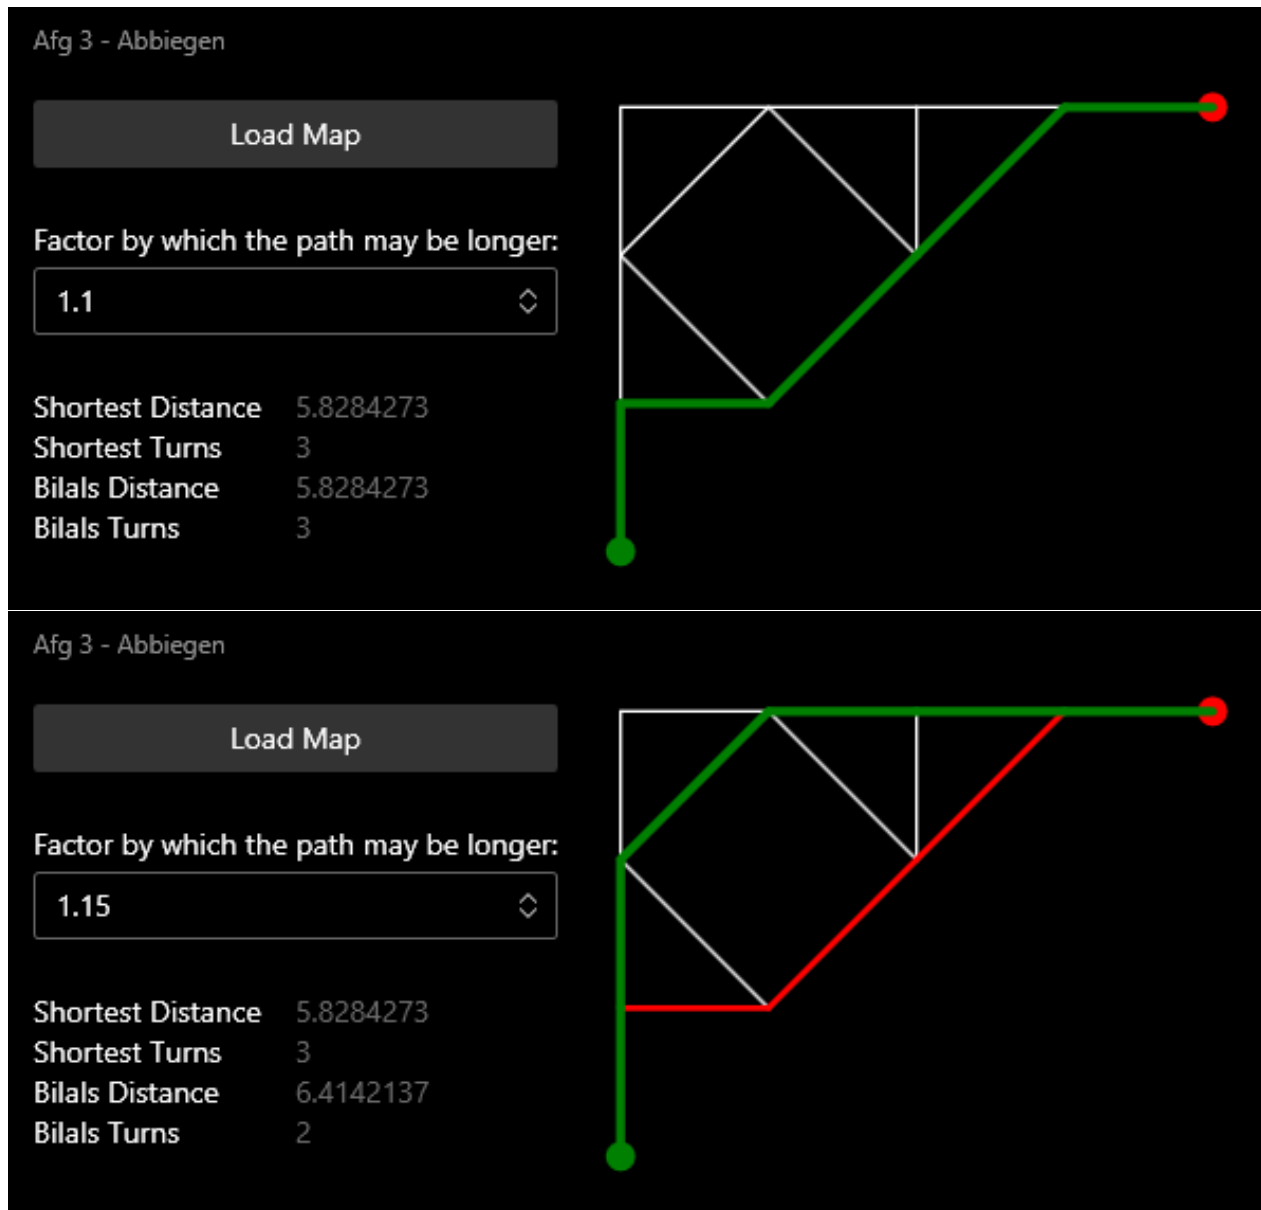 Afg 3 - Abbiegen
Load Map
Factor by which the path may be longer:
1.1
Shortest Distance 5.8284273
Shortest Turns 3
Bilals Distance 5.8284273
Bilals Turns 3
Afg 3 - Abbiegen
Load Map
Factor by which the path may be longer:
1.15
Shortest Distance 5.8284273
Shortest Turns 3
Bilals Distance 6.4142137
Bilals Turns 2